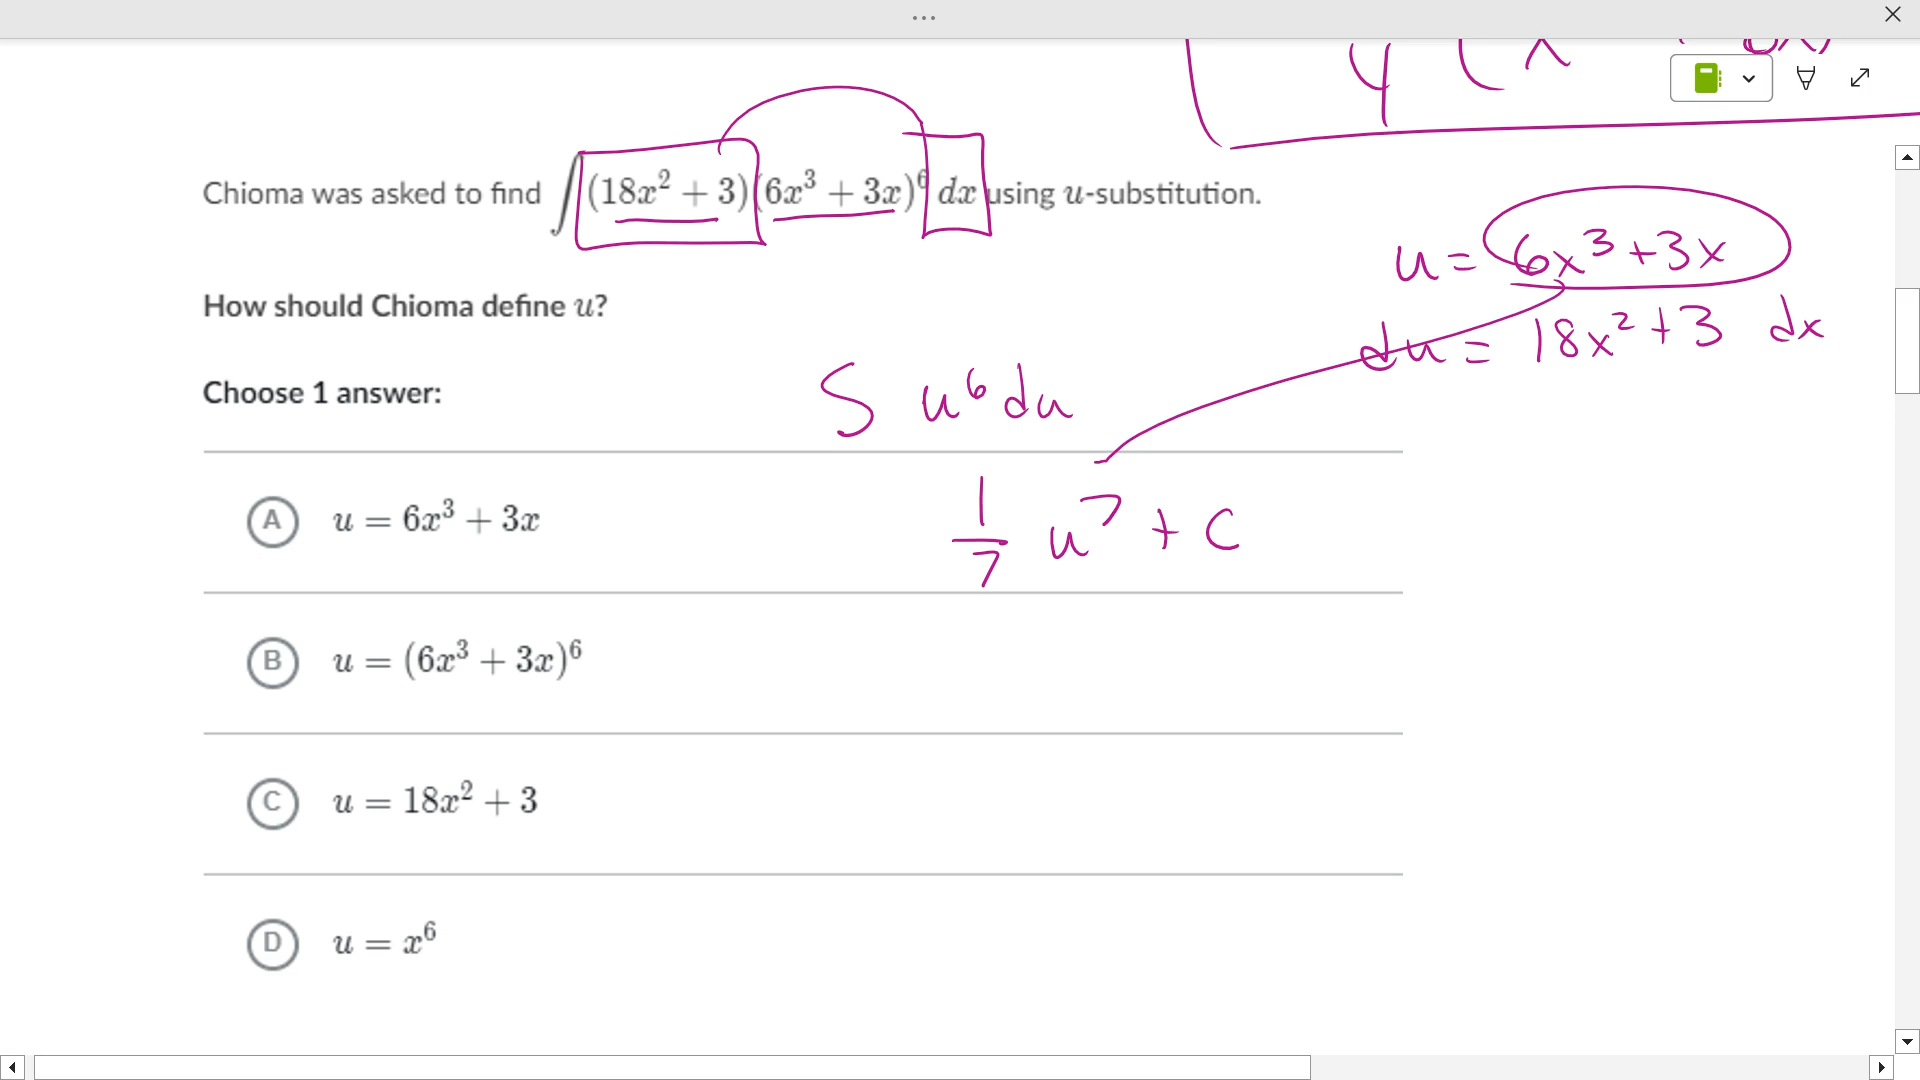 Chioma was asked to find ∫(18x² + 3)(6x³ + 3x)⁶ dx using u-substitution.
u = 6x³+3x
How should Chioma define u?
du = 18x²+3 dx
Choose 1 answer:
∫ u⁶ du
A u = 6x³ + 3x
1/7 u⁷ + C
B u = (6x³ + 3x)⁶
C u = 18x² + 3
D u = x⁶